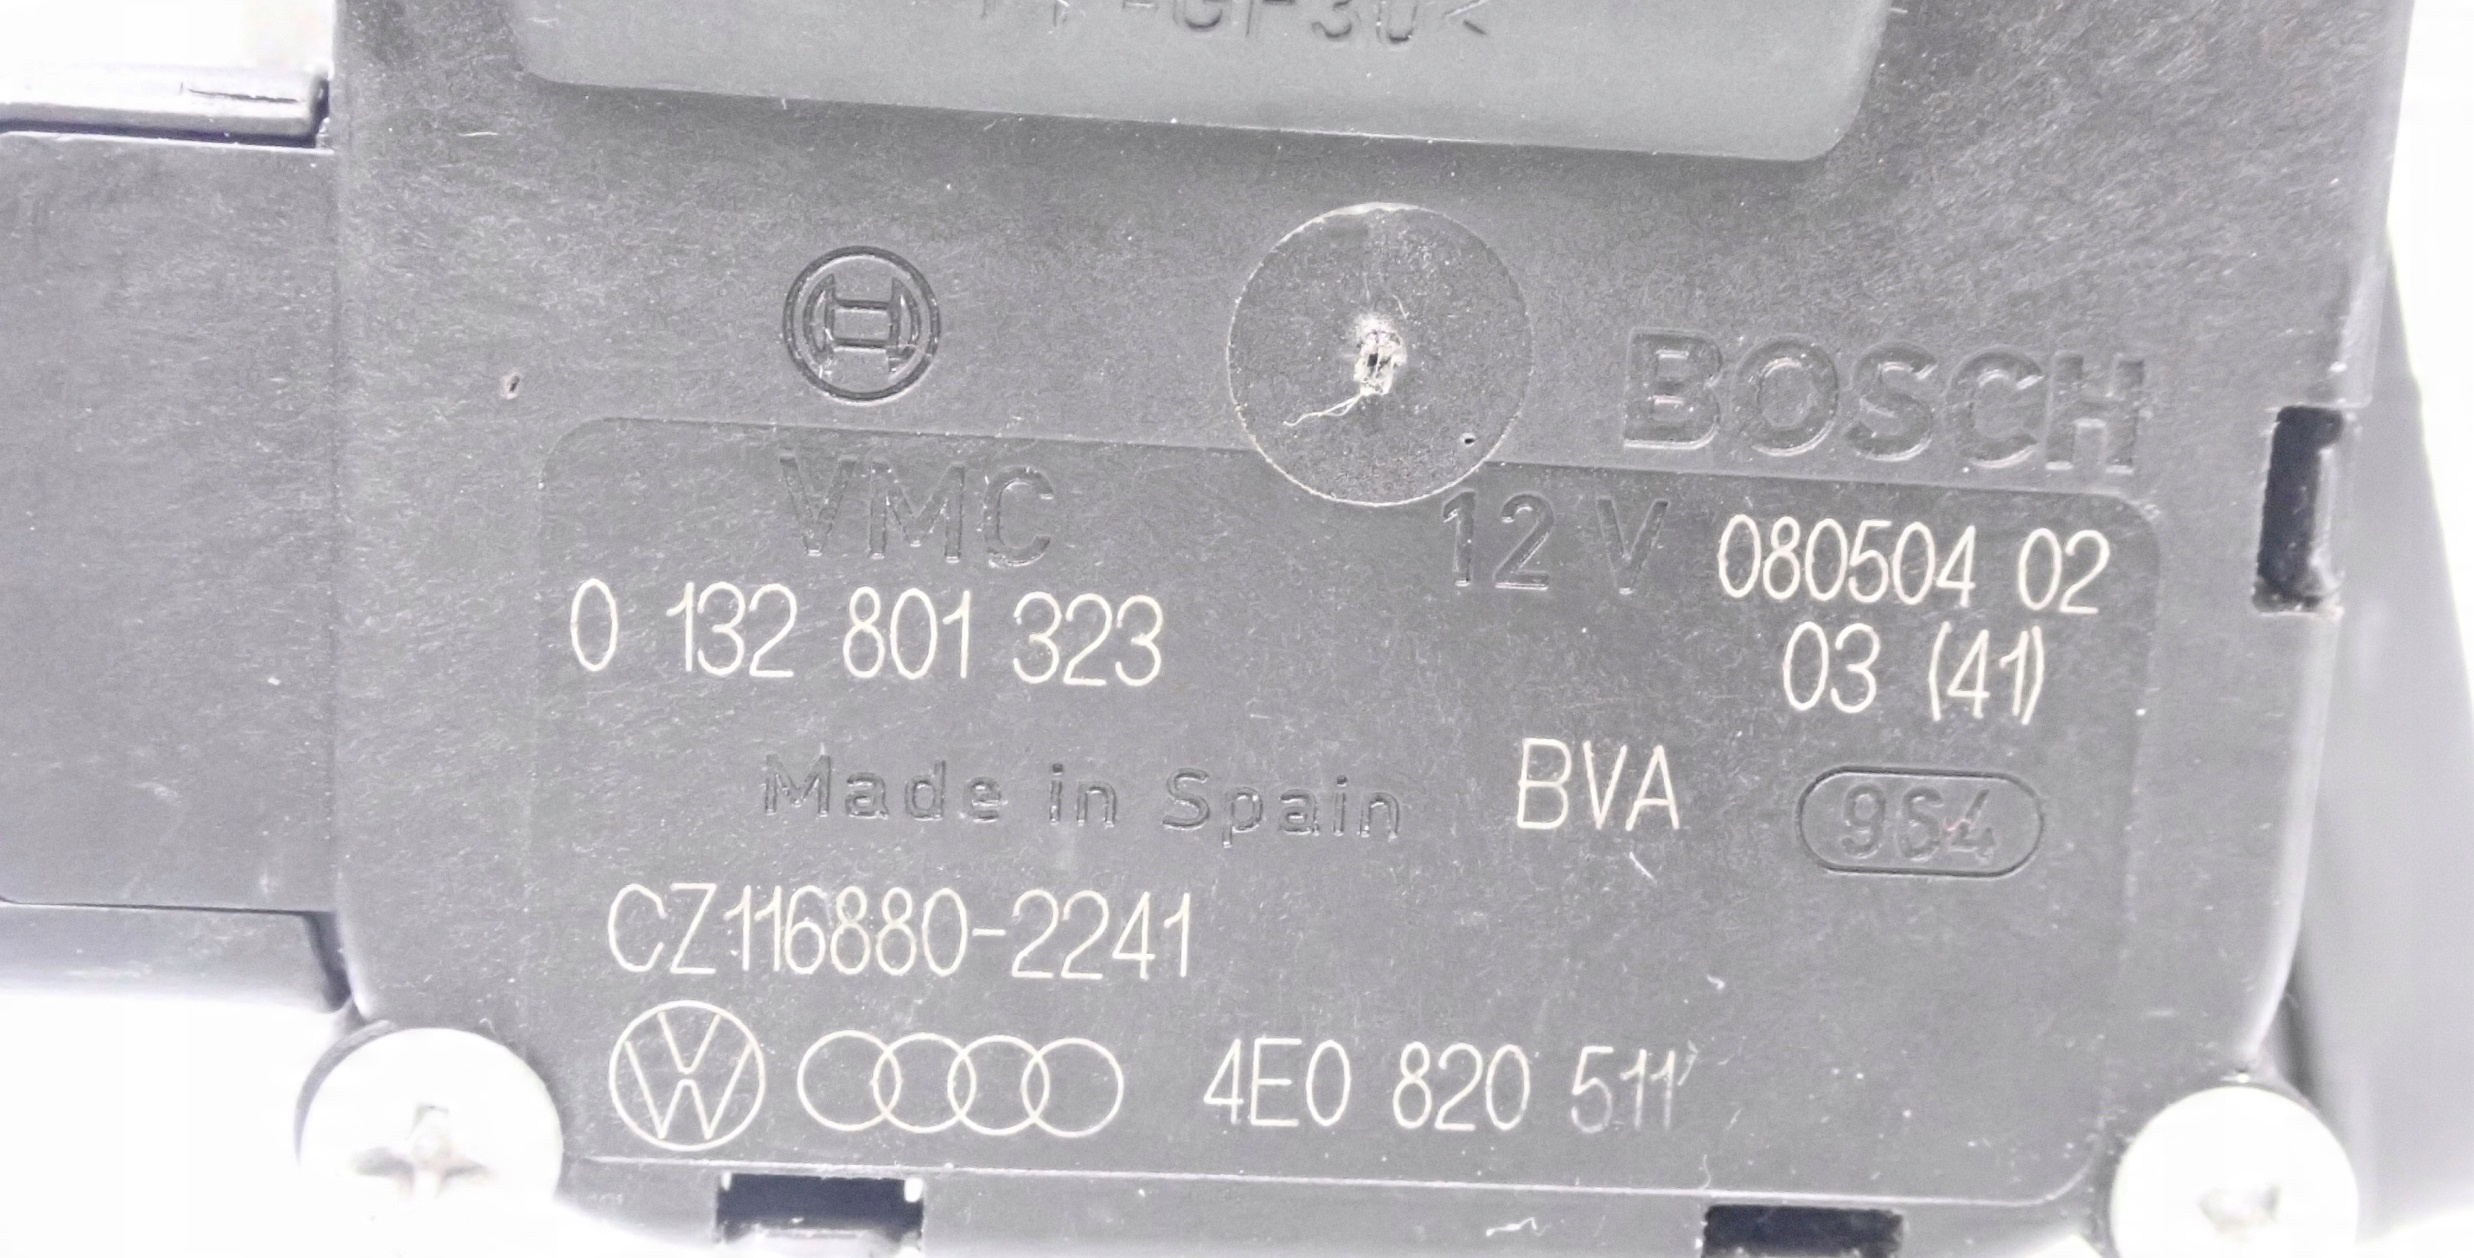 BOSCH
VMC 12 V 080504 02
0 132 801 323 03 (41)
Made in Spain BVA 964
CZ116880-2241
4E0 820 511